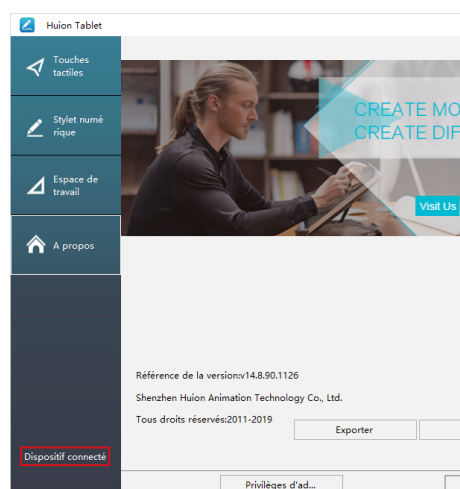 Huion Tablet
Touches
tactiles
Stylet numé
rique
Espace de
travail
A propos
CREATE MO
CREATE DIF
Visit Us
Référence de la version:v14.8.90.1126
Shenzhen Huion Animation Technology Co., Ltd.
Tous droits réservés:2011-2019
Exporter
Dispositif connecté
Privilèges d'ad...